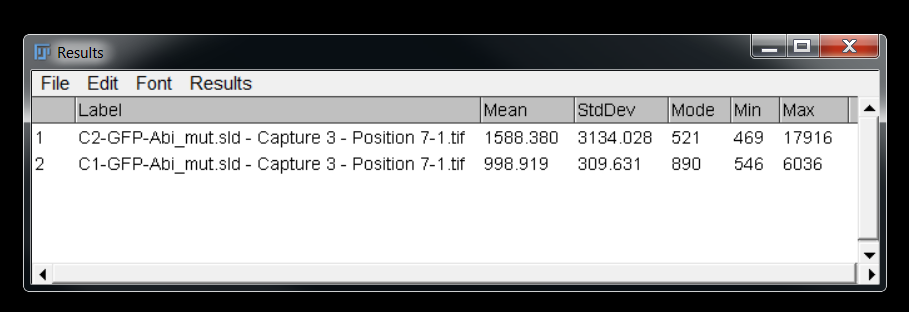 Results
File Edit Font Results
Label Mean StdDev Mode Min Max
1 C2-GFP-Abi_mut.sld - Capture 3 - Position 7-1.tif 1588.380 3134.028 521 469 17916
2 C1-GFP-Abi_mut.sld - Capture 3 - Position 7-1.tif 998.919 309.631 890 546 6036